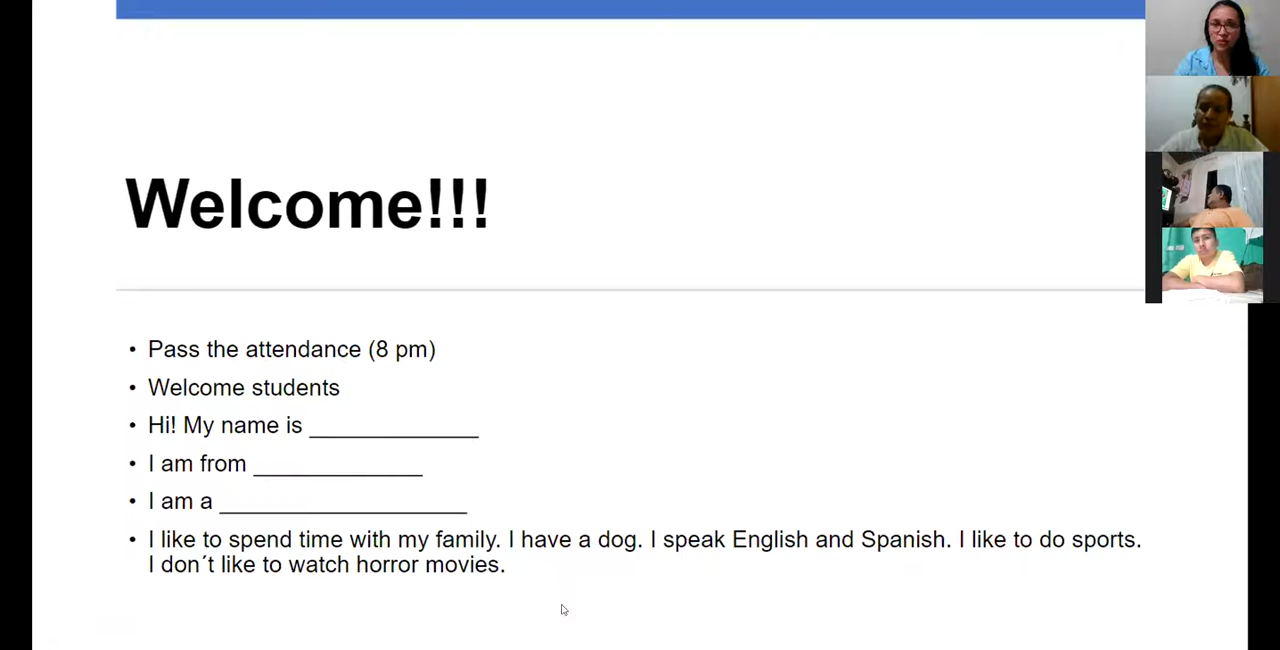 Welcome!!!
• Pass the attendance (8 pm)
• Welcome students
• Hi! My name is ______________
• I am from ______________
• I am a ____________________
• I like to spend time with my family. I have a dog. I speak English and Spanish. I like to do sports.
I don´t like to watch horror movies.